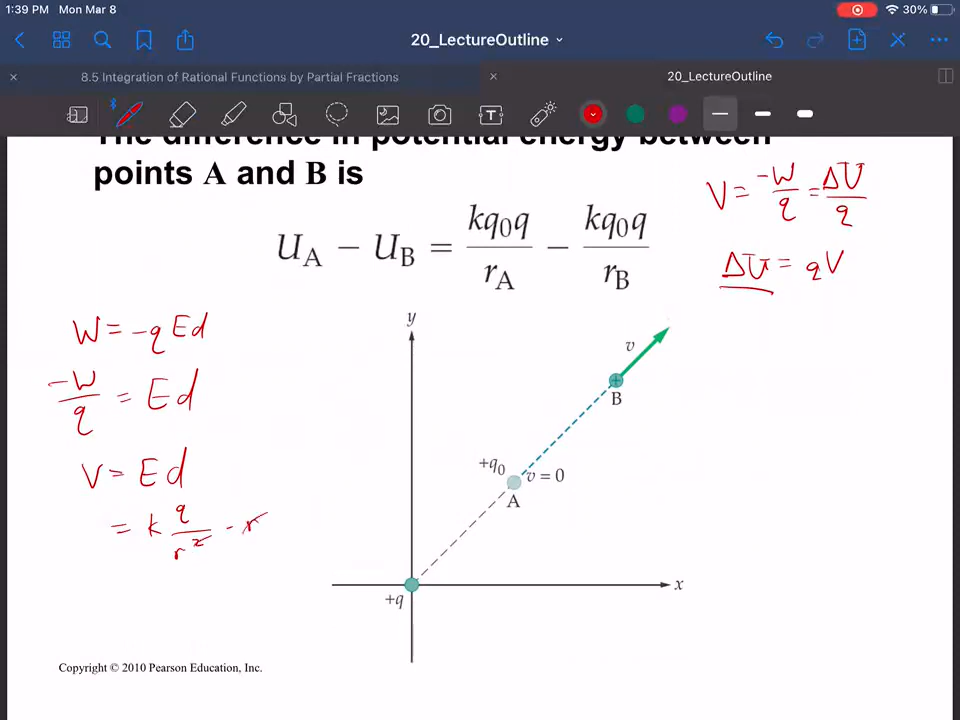 1:39 PM Mon Mar 8
30%
20_LectureOutline
8.5 Integration of Rational Functions by Partial Fractions
20_LectureOutline
T
The difference in potential energy between
points A and B is
U_A − U_B = kq₀q/r_A − kq₀q/r_B
V = -W/q = ΔU/q
ΔU = qV
W = -qEd
-W/q = Ed
V = Ed
= k q/r² · r
y
v
B
+q₀
v = 0
A
x
+q
Copyright © 2010 Pearson Education, Inc.